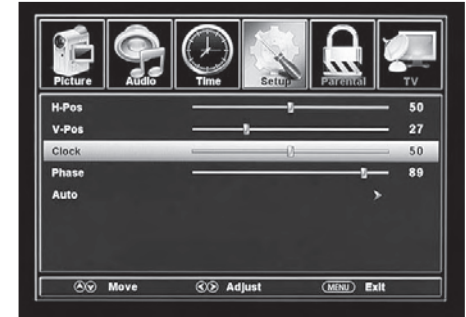 Picture Audio Time Setup Parental TV
H-Pos 50
V-Pos 27
Clock 50
Phase 89
Auto
Move Adjust MENU Exit